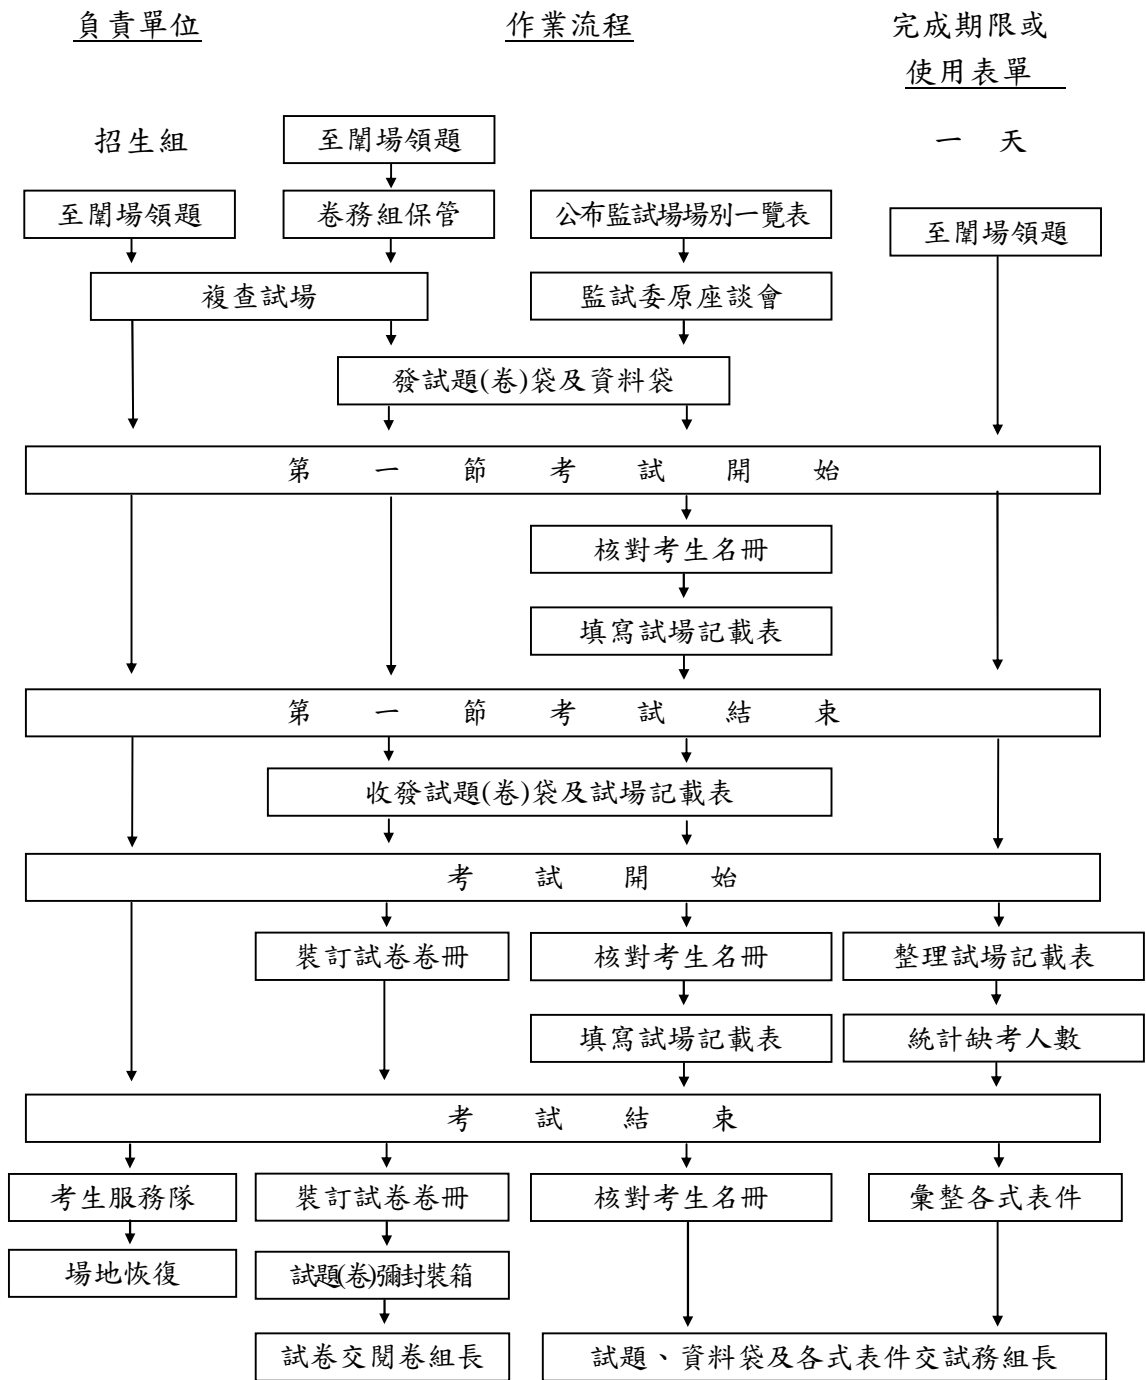 負責單位
作業流程
完成期限或
使用表單
招生組
至闈場領題
一 天
至闈場領題
卷務組保管
公布監試場場別一覽表
至闈場領題
複查試場
監試委原座談會
發試題(卷)袋及資料袋
第 一 節 考 試 開 始
核對考生名冊
填寫試場記載表
第 一 節 考 試 結 束
收發試題(卷)袋及試場記載表
考 試 開 始
裝訂試卷卷冊
核對考生名冊
整理試場記載表
填寫試場記載表
統計缺考人數
考 試 結 束
考生服務隊
裝訂試卷卷冊
核對考生名冊
彙整各式表件
場地恢復
試題(卷)彌封裝箱
試卷交閱卷組長
試題、資料袋及各式表件交試務組長